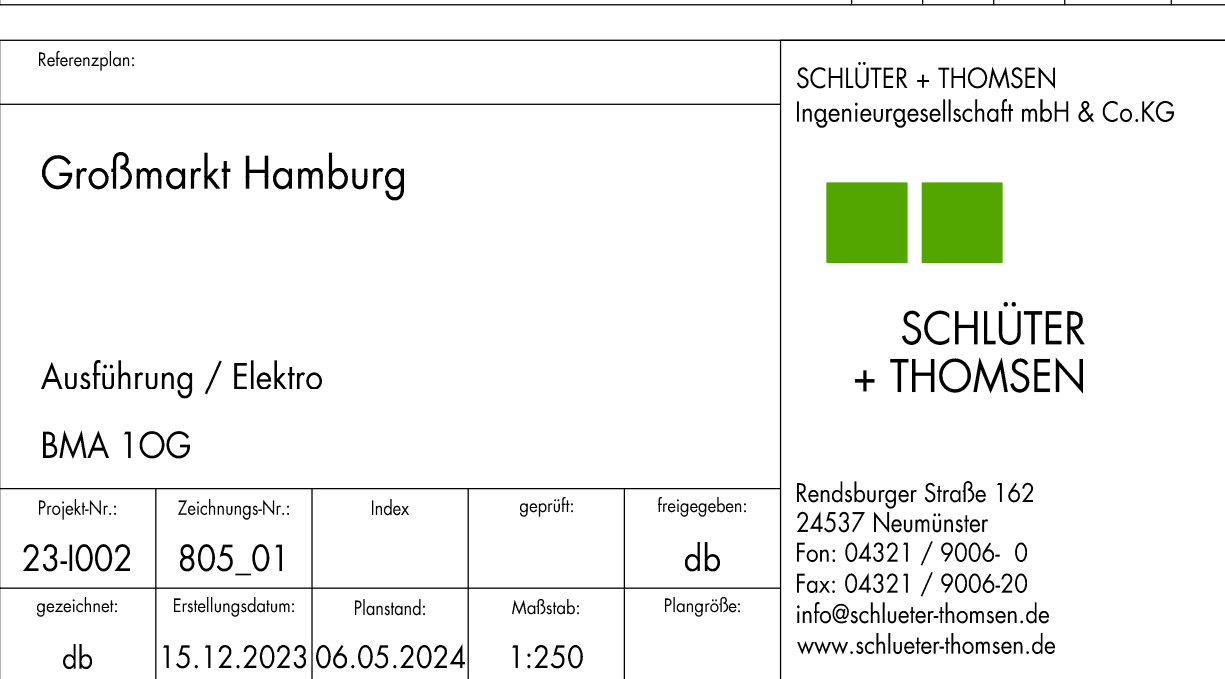 Referenzplan:
Großmarkt Hamburg
Ausführung / Elektro
BMA 1OG
Projekt-Nr.: Zeichnungs-Nr.: Index geprüft: freigegeben:
23-I002 805_01 db
gezeichnet: Erstellungsdatum: Planstand: Maßstab: Plangröße:
db 15.12.2023 06.05.2024 1:250
SCHLÜTER + THOMSEN
Ingenieurgesellschaft mbH & Co.KG
SCHLÜTER
+ THOMSEN
Rendsburger Straße 162
24537 Neumünster
Fon: 04321 / 9006- 0
Fax: 04321 / 9006-20
info@schlueter-thomsen.de
www.schlueter-thomsen.de